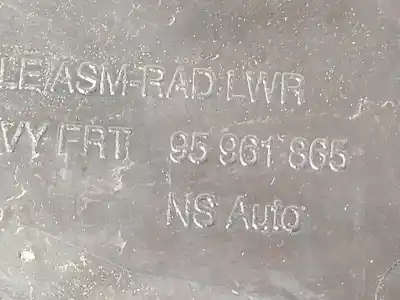 LE ASM-RAD LWR
VY FRT 95 961 865
NS Auto